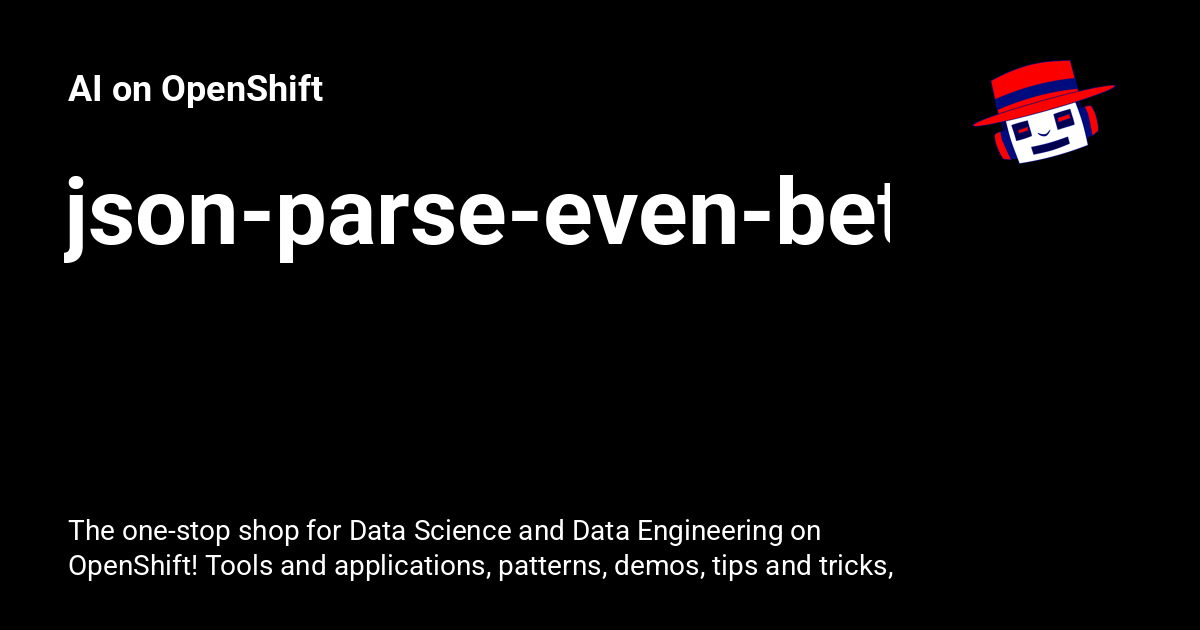 AI on OpenShift
json-parse-even-bet
The one-stop shop for Data Science and Data Engineering on
OpenShift! Tools and applications, patterns, demos, tips and tricks,